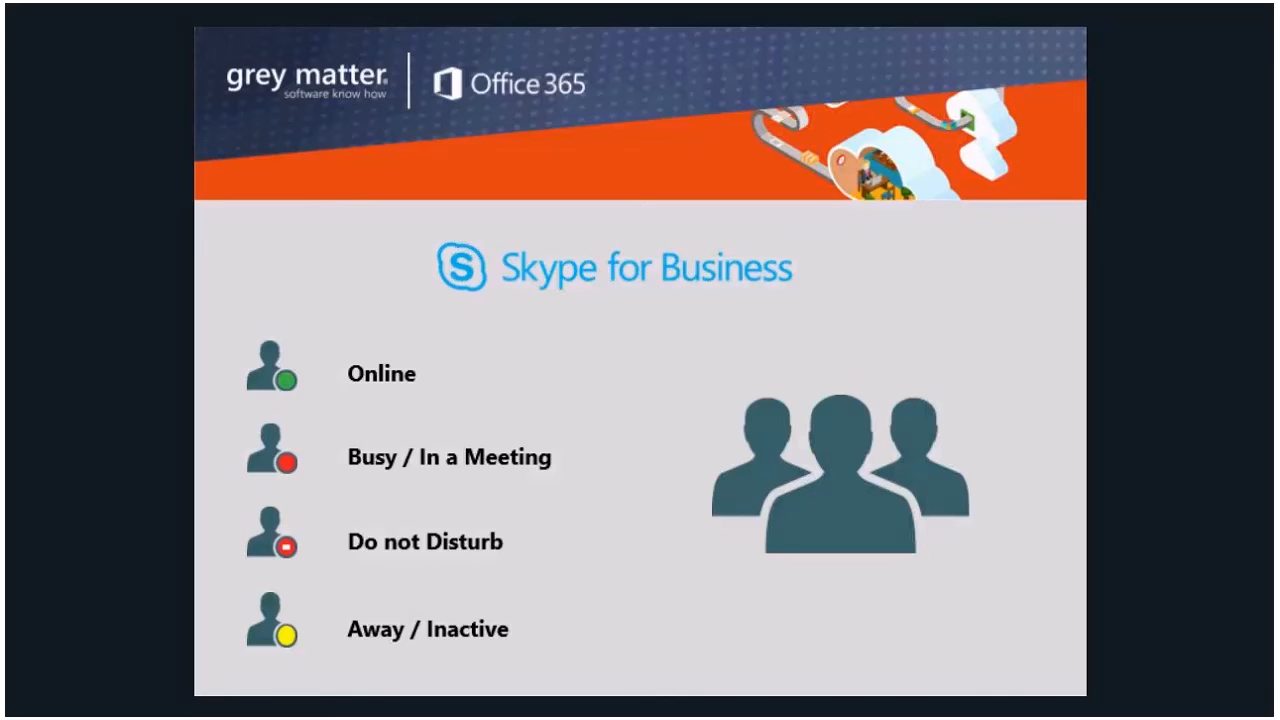 grey matter.
software know how
Office 365
Skype for Business
Online
Busy / In a Meeting
Do not Disturb
Away / Inactive